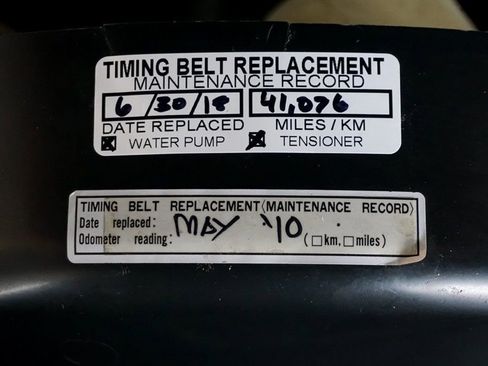 TIMING BELT REPLACEMENT
MAINTENANCE RECORD
6/30/18 41,076
DATE REPLACED MILES / KM
☒ WATER PUMP ☒ TENSIONER
TIMING BELT REPLACEMENT (MAINTENANCE RECORD)
Date replaced: MAY '10
Odometer reading: (☐km, ☐miles)